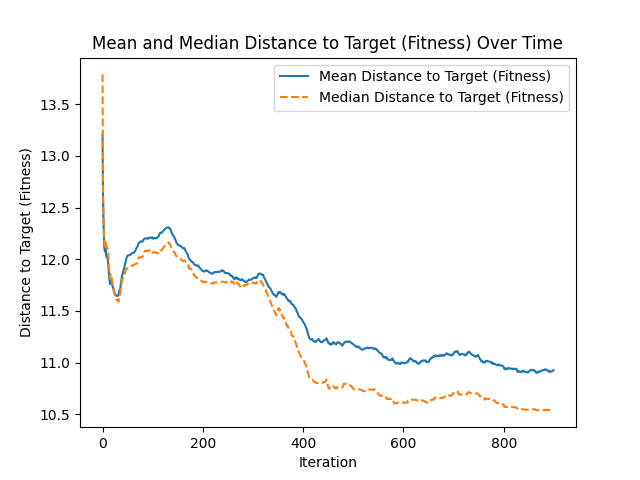 Mean and Median Distance to Target (Fitness) Over Time
Mean Distance to Target (Fitness)
Median Distance to Target (Fitness)
Distance to Target (Fitness)
13.5
13.0
12.5
12.0
11.5
11.0
10.5
0 200 400 600 800
Iteration